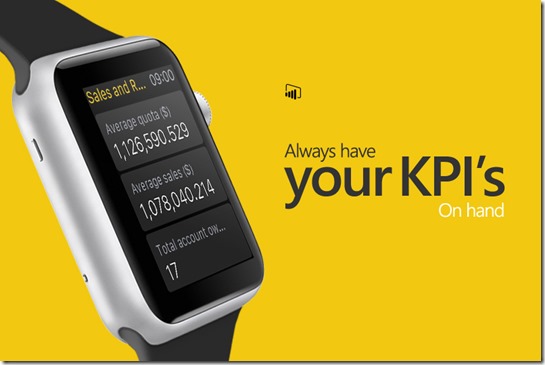 Sales and R... 09:00
Average quota ($)
1,126,590.529
Average sales ($)
1,078,040.214
Total account ow...
17
Always have
your KPI's
On hand